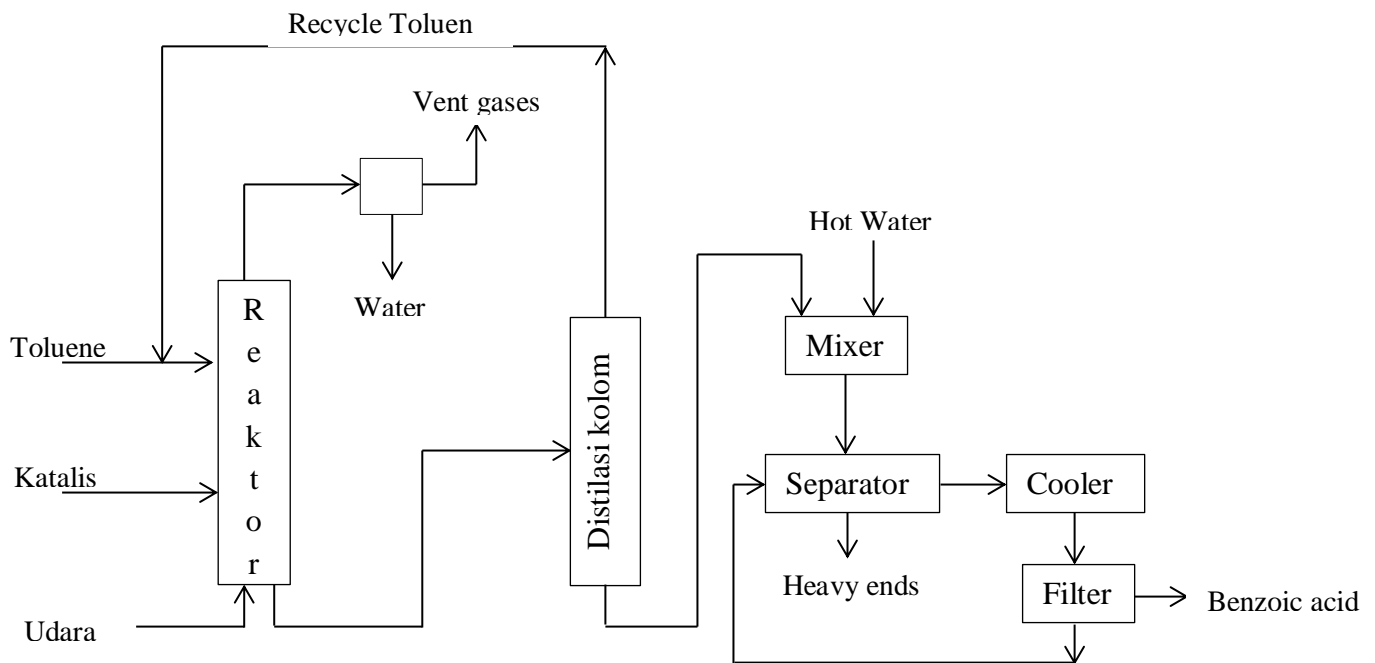 Recycle Toluen
Vent gases
Hot Water
Water
Reaktor
Toluene
Mixer
Distilasi kolom
Katalis
Separator
Cooler
Heavy ends
Filter
Benzoic acid
Udara